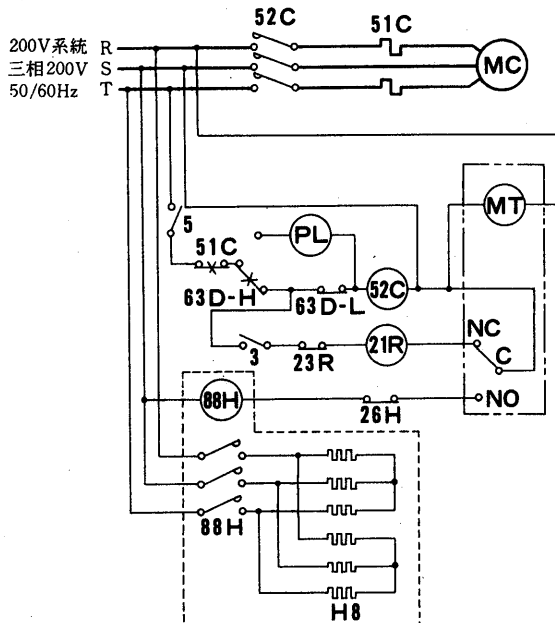 52C
51C
200V系統 R
三相200V S
50/60Hz T
MC
MT
5
PL
51C
63D-H
63D-L
52C
NC
C
3
23R
21R
88H
26H
NO
88H
H8